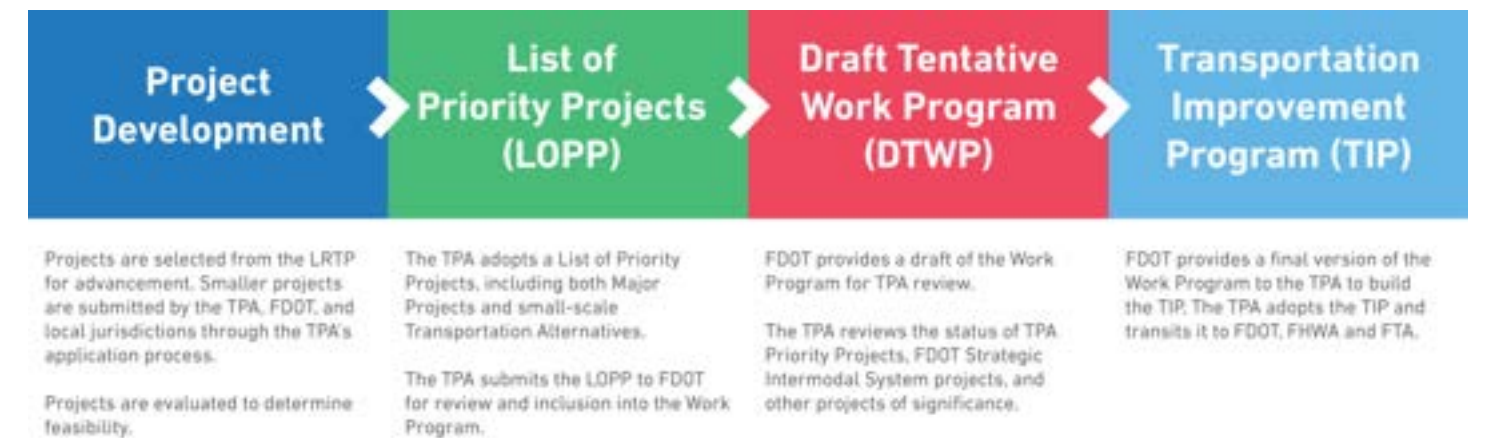 Project
Development
List of
Priority Projects
(LOPP)
Draft Tentative
Work Program
(DTWP)
Transportation
Improvement
Program (TIP)
Projects are selected from the LRTP
for advancement. Smaller projects
are submitted by the TPA, FDOT, and
local jurisdictions through the TPA's
application process.
Projects are evaluated to determine
feasibility.
The TPA adopts a List of Priority
Projects, including both Major
Projects and small-scale
Transportation Alternatives.
The TPA submits the LOPP to FDOT
for review and inclusion into the Work
Program.
FDOT provides a draft of the Work
Program for TPA review.
The TPA reviews the status of TPA
Priority Projects, FDOT Strategic
Intermodal System projects, and
other projects of significance.
FDOT provides a final version of the
Work Program to the TPA to build
the TIP. The TPA adopts the TIP and
transits it to FDOT, FHWA and FTA.